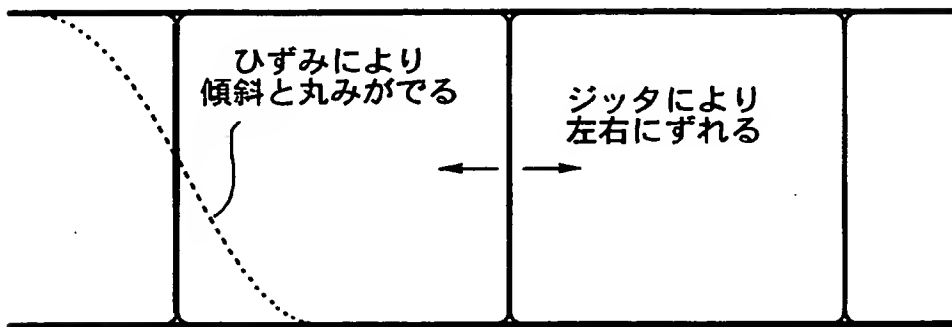 ひずみにより
傾斜と丸みがでる
ジッタにより
左右にずれる